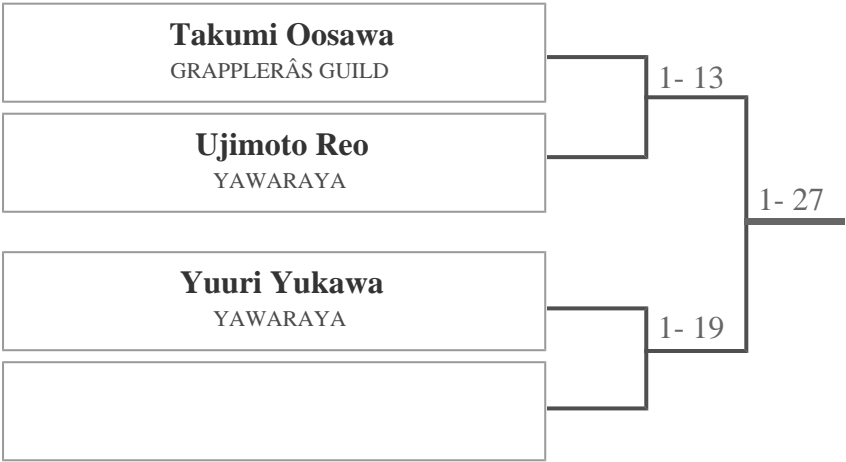 Takumi Oosawa
GRAPPLERÂS GUILD
1- 13
Ujimoto Reo
YAWARAYA
1- 27
Yuuri Yukawa
YAWARAYA
1- 19